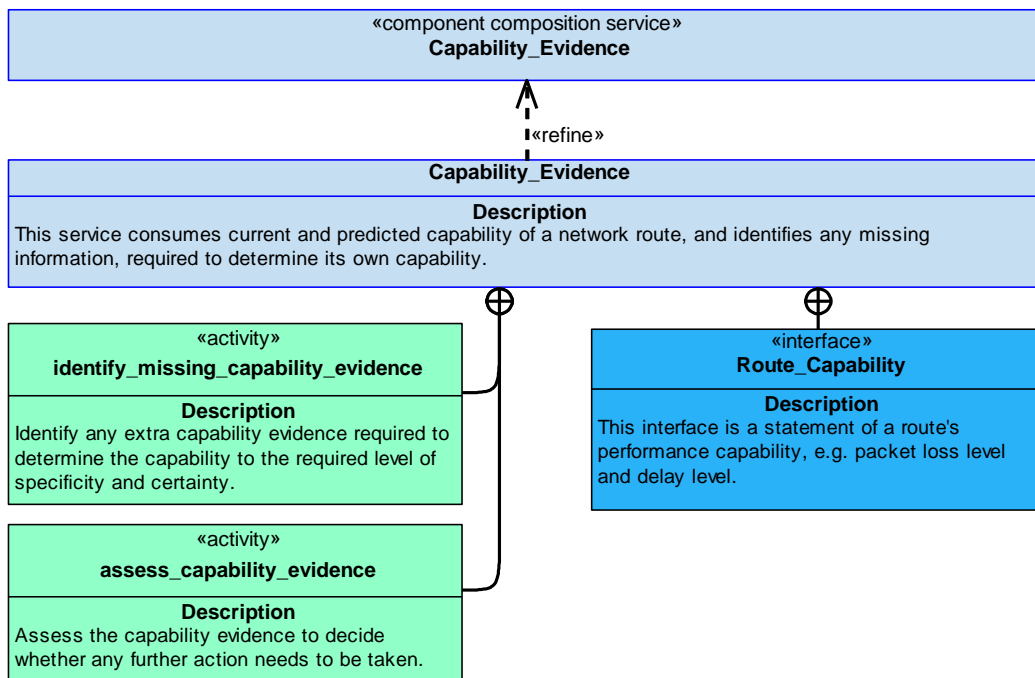 «component composition service»
Capability_Evidence
«refine»
Capability_Evidence
Description
This service consumes current and predicted capability of a network route, and identifies any missing
information, required to determine its own capability.
«activity»
identify_missing_capability_evidence
Description
Identify any extra capability evidence required to
determine the capability to the required level of
specificity and certainty.
«interface»
Route_Capability
Description
This interface is a statement of a route's
performance capability, e.g. packet loss level
and delay level.
«activity»
assess_capability_evidence
Description
Assess the capability evidence to decide
whether any further action needs to be taken.